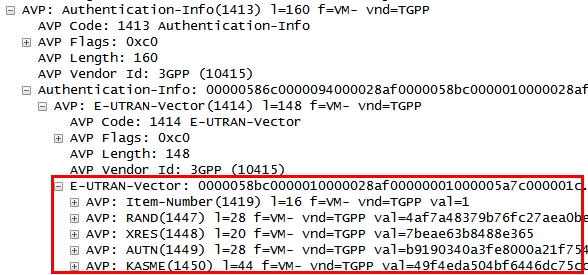 AVP: Authentication-Info(1413) l=160 f=VM- vnd=TGPP
AVP Code: 1413 Authentication-Info
AVP Flags: 0xc0
AVP Length: 160
AVP Vendor Id: 3GPP (10415)
Authentication-Info: 00000586c0000094000028af0000058bc0000010000028af
AVP: E-UTRAN-Vector(1414) l=148 f=VM- vnd=TGPP
AVP Code: 1414 E-UTRAN-Vector
AVP Flags: 0xc0
AVP Length: 148
AVP Vendor Id: 3GPP (10415)
E-UTRAN-Vector: 0000058bc0000010000028af00000001000005a7c000001c
AVP: Item-Number(1419) l=16 f=VM- vnd=TGPP val=1
AVP: RAND(1447) l=28 f=VM- vnd=TGPP val=4af7a48379b76fc27aea0be
AVP: XRES(1448) l=20 f=VM- vnd=TGPP val=7beae63b8488e365
AVP: AUTN(1449) l=28 f=VM- vnd=TGPP val=b9190340a3fe8000a21f754
AVP: KASME(1450) l=44 f=VM- vnd=TGPP val=49f4eda504bf6446dc75cc